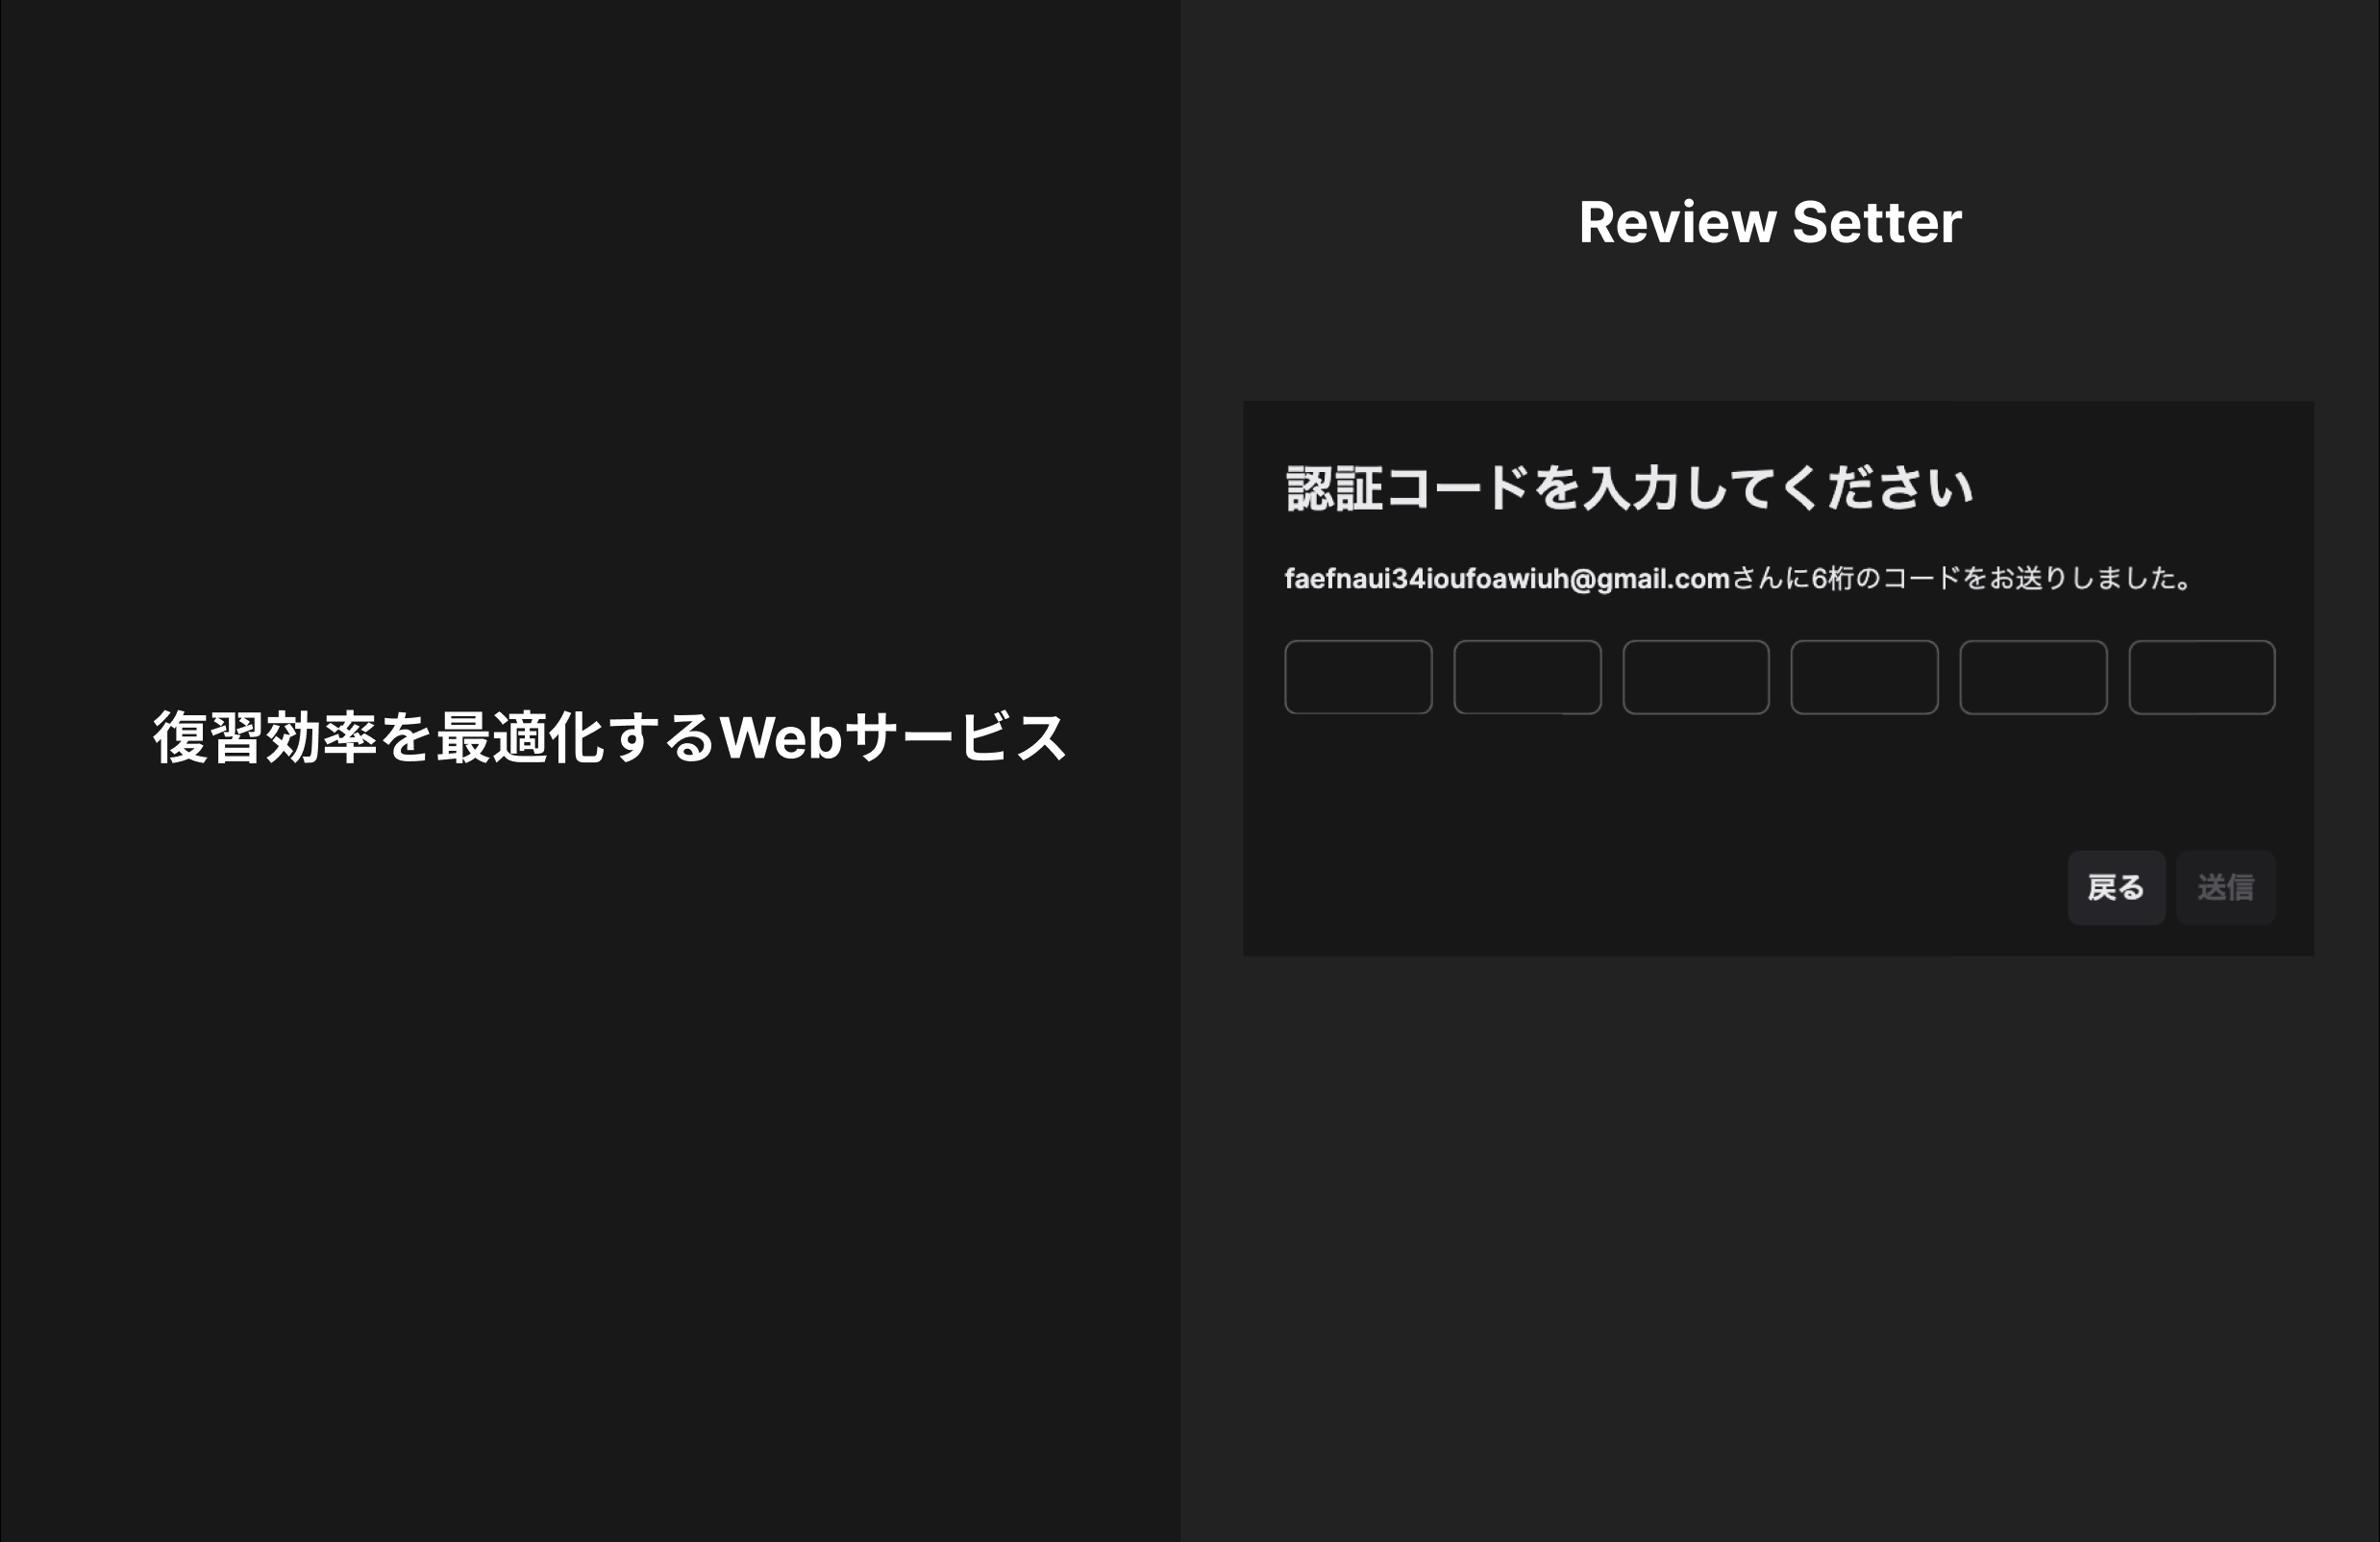 復習効率を最適化するWebサービス
Review Setter
認証コードを入力してください
faefnaui34ioufoawiuh@gmail.comさんに6桁のコードをお送りしました。
戻る
送信